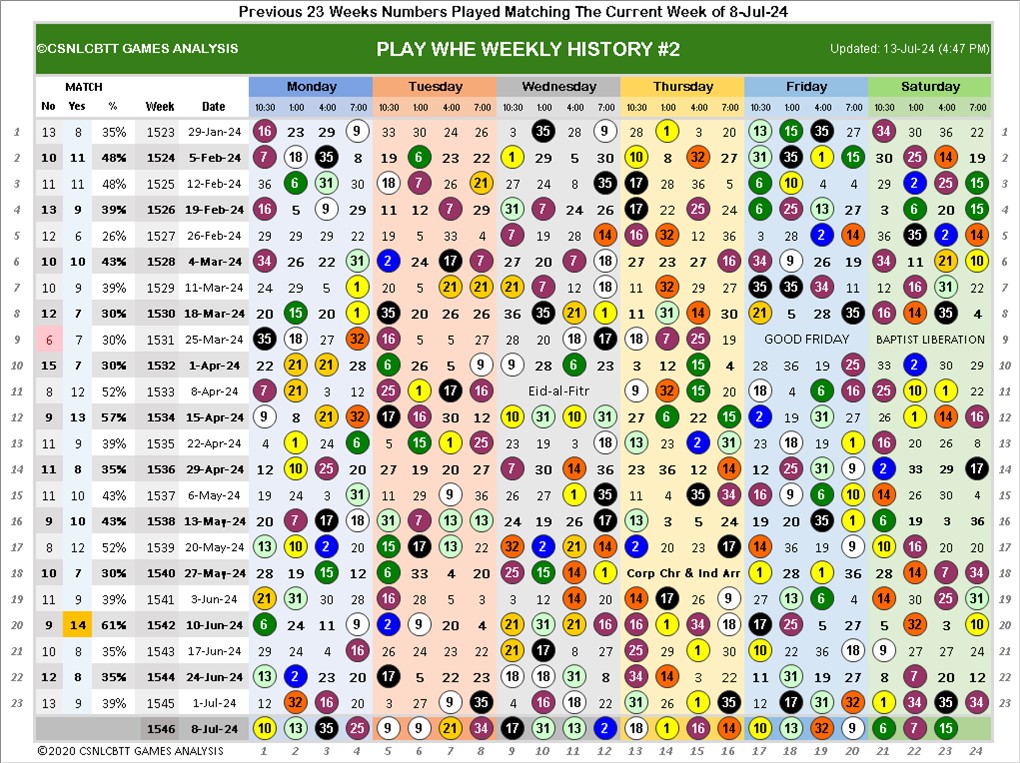 Previous 23 Weeks Numbers Played Matching The Current Week of 8-Jul-24
©CSNLCBTT GAMES ANALYSIS PLAY WHE WEEKLY HISTORY #2 Updated: 13-Jul-24 (4:47 PM)
MATCH Monday Tuesday Wednesday Thursday Friday Saturday
No Yes % Week Date 10:30 1:00 4:00 7:00 10:30 1:00 4:00 7:00 10:30 1:00 4:00 7:00 10:30 1:00 4:00 7:00 10:30 1:00 4:00 7:00 10:30 1:00 4:00 7:00
1 13 8 35% 1523 29-Jan-24 16 23 29 9 33 30 24 26 3 35 28 9 28 1 3 20 13 15 35 27 34 30 36 22 1
2 10 11 48% 1524 5-Feb-24 7 18 35 8 19 6 23 22 1 29 5 30 10 8 32 27 31 35 1 15 30 25 14 19 2
3 11 11 48% 1525 12-Feb-24 36 6 31 30 18 7 26 21 27 24 8 35 17 28 36 5 6 10 4 4 29 2 25 15 3
4 13 9 39% 1526 19-Feb-24 16 5 9 29 11 12 7 29 31 7 24 26 17 22 25 24 6 25 13 27 3 6 20 15 4
5 12 6 26% 1527 26-Feb-24 29 29 29 22 19 5 33 4 7 19 28 14 16 32 12 36 3 28 2 14 36 35 2 14 5
6 10 10 43% 1528 4-Mar-24 34 26 22 31 2 24 17 7 27 20 7 18 27 23 27 16 34 9 26 19 34 11 21 10 6
7 10 9 39% 1529 11-Mar-24 24 29 5 1 20 5 21 21 21 7 12 18 11 32 29 27 35 35 34 11 12 16 31 22 7
8 12 7 30% 1530 18-Mar-24 20 15 20 1 35 20 26 26 36 35 21 1 11 31 14 30 21 5 28 35 16 14 35 4 8
9 6 7 30% 1531 25-Mar-24 35 18 27 32 16 5 5 27 28 20 18 17 18 7 25 19 GOOD FRIDAY BAPTIST LIBERATION 9
10 15 7 30% 1532 1-Apr-24 22 21 21 28 6 26 5 9 9 28 6 23 3 12 15 4 28 36 19 25 33 2 30 29 10
11 8 12 52% 1533 8-Apr-24 7 21 3 12 25 1 17 16 Eid-al-Fitr 9 32 15 20 18 4 6 16 25 10 1 22 11
12 9 13 57% 1534 15-Apr-24 9 8 21 32 17 16 30 12 10 31 10 31 27 6 22 15 2 19 31 27 26 1 14 16 12
13 11 9 39% 1535 22-Apr-24 4 1 24 6 5 15 1 25 23 19 3 18 13 23 2 31 23 18 19 1 16 20 26 8 13
14 11 8 35% 1536 29-Apr-24 12 10 25 20 27 19 20 27 7 30 14 36 23 36 12 14 12 25 31 9 2 33 29 17 14
15 11 10 43% 1537 6-May-24 19 24 3 31 11 29 9 36 26 27 1 35 11 4 35 34 16 9 6 10 14 26 30 4 15
16 9 10 43% 1538 13-May-24 20 7 17 18 31 7 13 13 24 19 26 17 13 3 5 24 19 20 35 1 6 19 3 36 16
17 8 12 52% 1539 20-May-24 13 10 2 20 15 17 13 22 32 2 21 14 2 20 23 17 14 36 19 9 10 16 20 20 17
18 10 7 30% 1540 27-May-24 28 19 15 12 6 33 4 20 25 15 14 1 Corp Chr & Ind Arr 1 28 1 36 28 14 7 34 18
19 11 9 39% 1541 3-Jun-24 21 31 30 28 16 28 5 3 3 11 14 20 14 17 26 9 19 13 6 4 14 30 25 31 19
20 9 14 61% 1542 10-Jun-24 6 24 11 9 2 9 20 4 21 31 21 16 16 1 34 18 17 25 5 27 5 32 3 10 20
21 10 8 35% 1543 17-Jun-24 29 24 4 16 28 5 23 23 21 17 8 27 25 29 1 30 10 22 36 18 9 27 27 24 21
22 12 8 35% 1544 24-Jun-24 13 2 23 20 17 5 22 23 18 18 31 8 34 14 3 22 11 31 19 22 8 7 20 12 22
23 13 9 39% 1545 1-Jul-24 12 32 16 20 3 27 9 35 4 16 18 23 31 26 1 35 12 17 31 32 1 34 35 34 23
1546 8-Jul-24 10 13 35 25 9 9 21 34 17 31 13 2 18 1 16 14 17 13 32 9 6 7 15
©2020 CSNLCBTT GAMES ANALYSIS 1 2 3 4 5 6 7 8 9 10 11 12 13 14 15 16 17 18 19 20 21 22 23 24